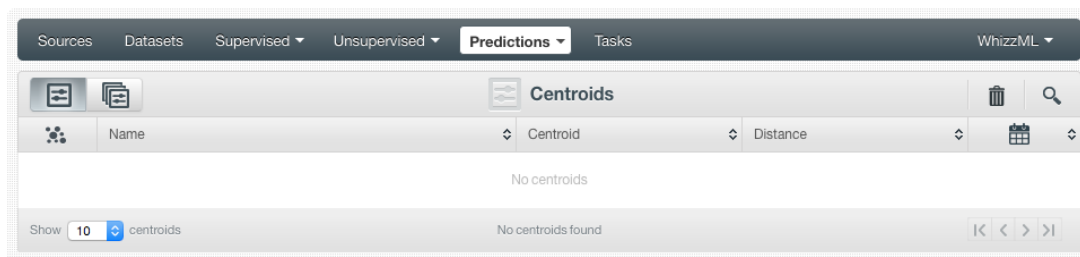 Sources Datasets Supervised Unsupervised Predictions Tasks WhizzML
Centroids
Name Centroid Distance
No centroids
Show 10 centroids No centroids found